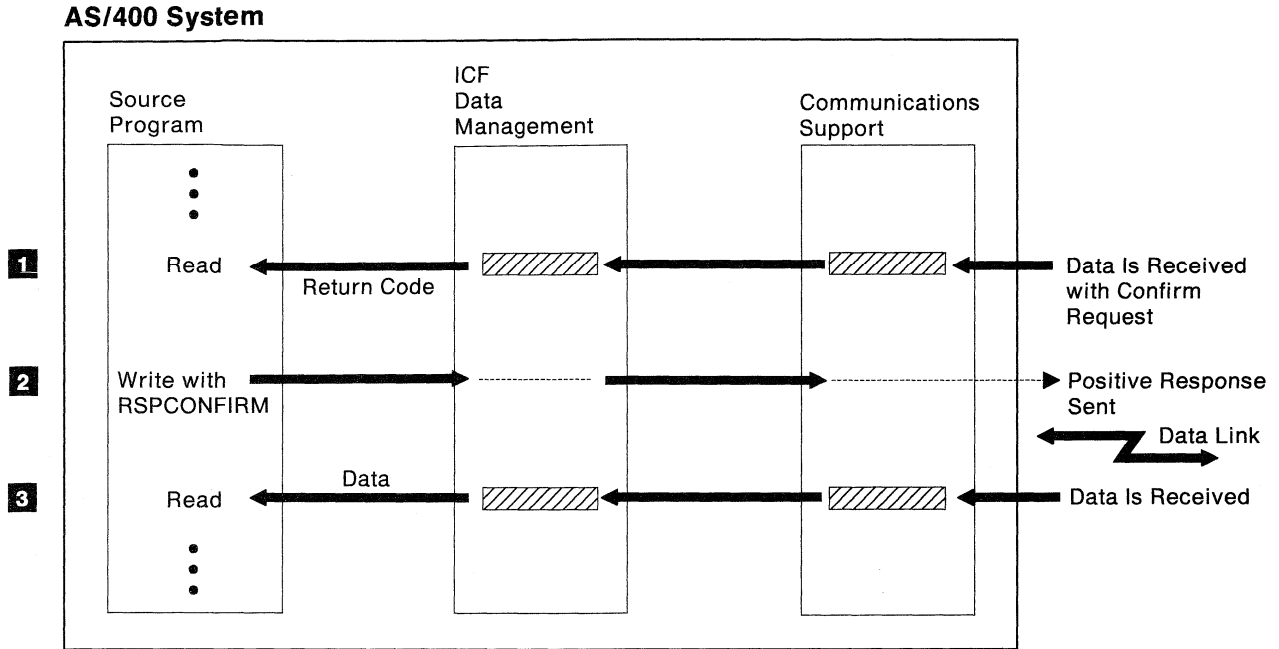 AS/400 System
Source
Program
ICF
Data
Management
Communications
Support
1
Read
Return Code
Data Is Received
with Confirm
Request
2
Write with
RSPCONFIRM
Positive Response
Sent
Data Link
3
Read
Data
Data Is Received